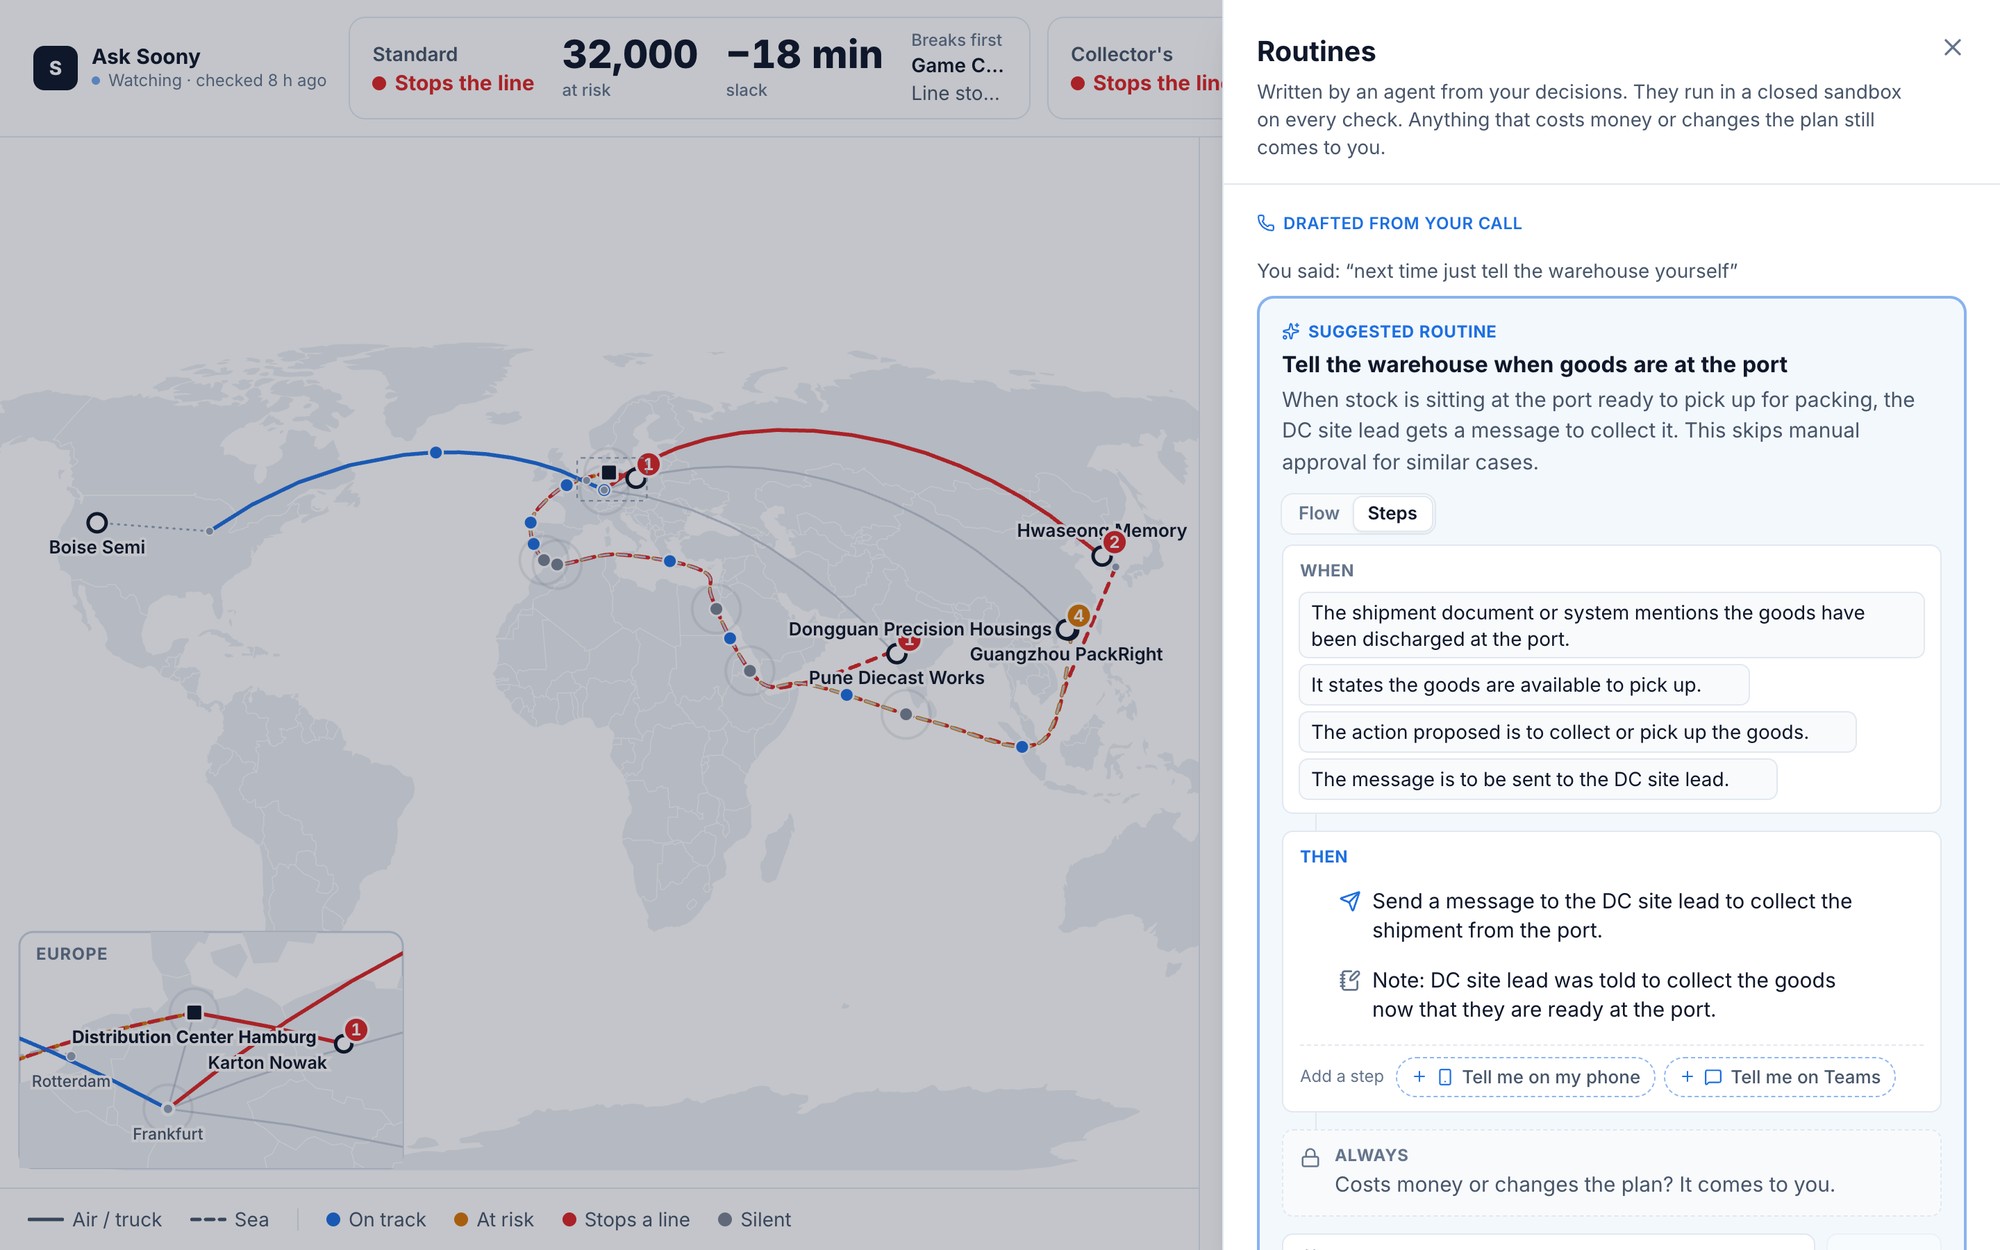 S
Ask Soony
Watching · checked 8 h ago
Standard
Stops the line
32,000
at risk
−18 min
slack
Breaks first
Game C...
Line sto...
Collector's
Stops the lin
Boise Semi
1
Hwaseong Memory
2
4
Dongguan Precision Housings
1
Guangzhou PackRight
Pune Diecast Works
EUROPE
Distribution Center Hamburg
1
Karton Nowak
Rotterdam
Frankfurt
Air / truck
Sea
On track
At risk
Stops a line
Silent
Routines
Written by an agent from your decisions. They run in a closed sandbox
on every check. Anything that costs money or changes the plan still
comes to you.
DRAFTED FROM YOUR CALL
You said: “next time just tell the warehouse yourself”
SUGGESTED ROUTINE
Tell the warehouse when goods are at the port
When stock is sitting at the port ready to pick up for packing, the
DC site lead gets a message to collect it. This skips manual
approval for similar cases.
Flow
Steps
WHEN
The shipment document or system mentions the goods have
been discharged at the port.
It states the goods are available to pick up.
The action proposed is to collect or pick up the goods.
The message is to be sent to the DC site lead.
THEN
Send a message to the DC site lead to collect the
shipment from the port.
Note: DC site lead was told to collect the goods
now that they are ready at the port.
Add a step
+ Tell me on my phone
+ Tell me on Teams
ALWAYS
Costs money or changes the plan? It comes to you.